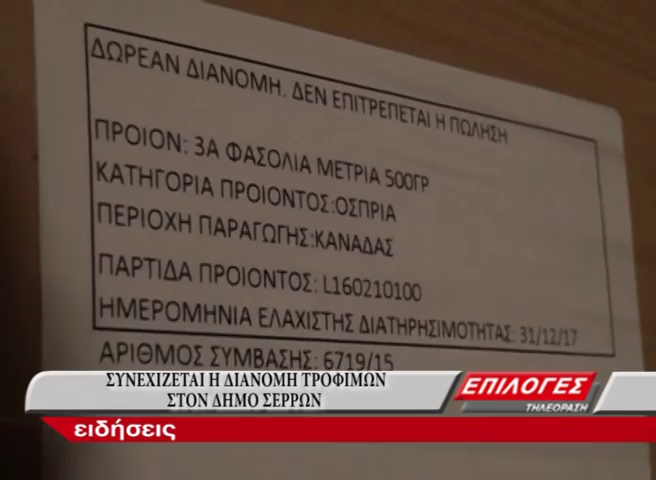 ΔΩΡΕΑΝ ΔΙΑΝΟΜΗ. ΔΕΝ ΕΠΙΤΡΕΠΕΤΑΙ Η ΠΩΛΗΣΗ
ΠΡΟΙΟΝ: 3Α ΦΑΣΟΛΙΑ ΜΕΤΡΙΑ 500ΓΡ
ΚΑΤΗΓΟΡΙΑ ΠΡΟΙΟΝΤΟΣ:ΟΣΠΡΙΑ
ΠΕΡΙΟΧΗ ΠΑΡΑΓΩΓΗΣ:ΚΑΝΑΔΑΣ
ΠΑΡΤΙΔΑ ΠΡΟΙΟΝΤΟΣ: L160210100
ΗΜΕΡΟΜΗΝΙΑ ΕΛΑΧΙΣΤΗΣ ΔΙΑΤΗΡΗΣΙΜΟΤΗΤΑΣ: 31/12/17
ΑΡΙΘΜΟΣ ΣΥΜΒΑΣΗΣ: 6719/15
ΣΥΝΕΧΙΖΕΤΑΙ Η ΔΙΑΝΟΜΗ ΤΡΟΦΙΜΩΝ
ΣΤΟΝ ΔΗΜΟ ΣΕΡΡΩΝ
ΕΠΙΛΟΓΕΣ
ΤΗΛΕΟΡΑΣΗ
ειδήσεις